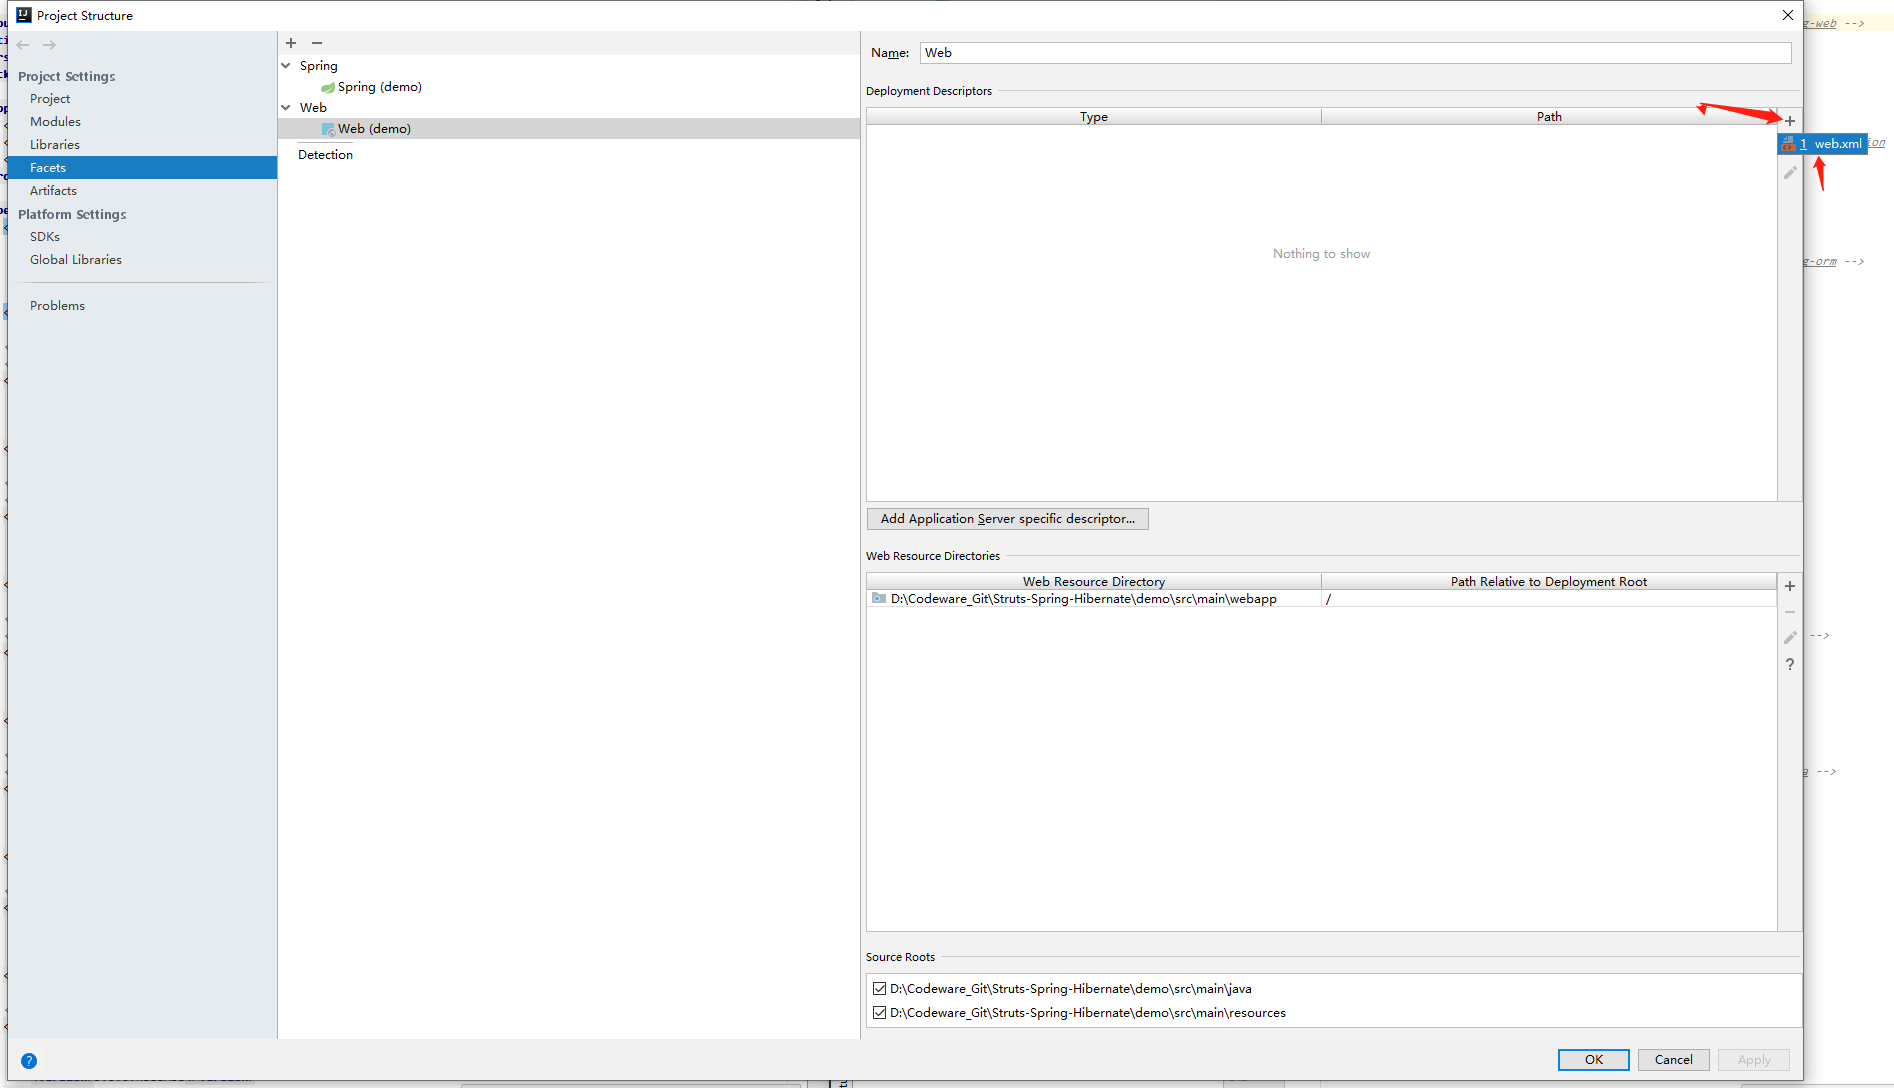 Project Structure
Project Settings
Project
Modules
Libraries
Facets
Artifacts
Platform Settings
SDKs
Global Libraries
Problems
Spring
Spring (demo)
Web
Web (demo)
Detection
Name: Web
Deployment Descriptors
Type Path
1 web.xml
Nothing to show
Add Application Server specific descriptor...
Web Resource Directories
Web Resource Directory Path Relative to Deployment Root
D:\Codeware_Git\Struts-Spring-Hibernate\demo\src\main\webapp /
Source Roots
D:\Codeware_Git\Struts-Spring-Hibernate\demo\src\main\java
D:\Codeware_Git\Struts-Spring-Hibernate\demo\src\main\resources
OK Cancel Apply
g-web -->
ion
g-orm -->
-->
-->